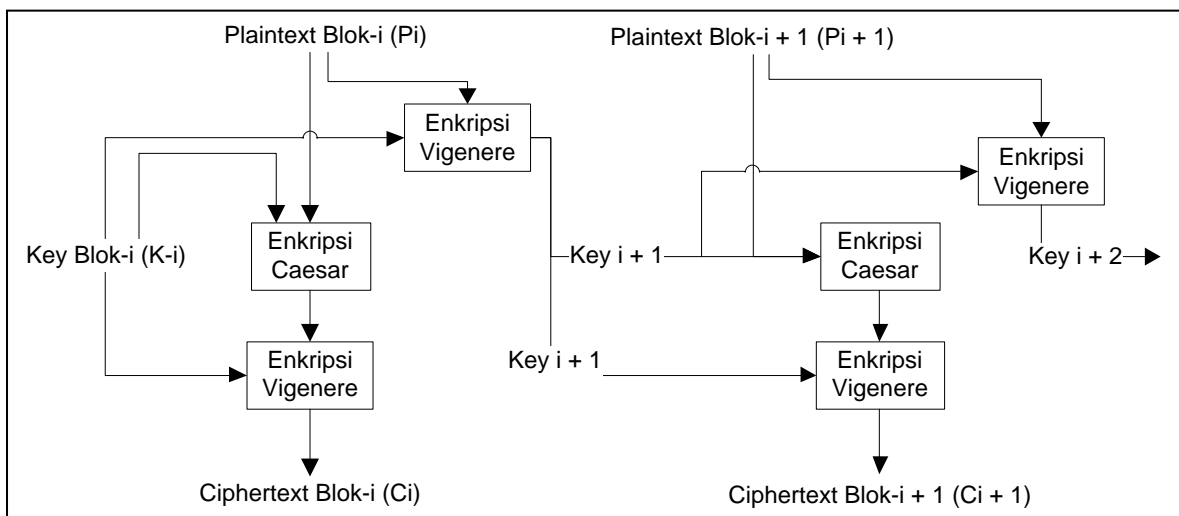 Plaintext Blok-i (Pi)
Plaintext Blok-i + 1 (Pi + 1)
Enkripsi
Vigenere
Enkripsi
Vigenere
Key Blok-i (K-i)
Enkripsi
Caesar
Key i + 1
Enkripsi
Caesar
Key i + 2
Enkripsi
Vigenere
Key i + 1
Enkripsi
Vigenere
Ciphertext Blok-i (Ci)
Ciphertext Blok-i + 1 (Ci + 1)